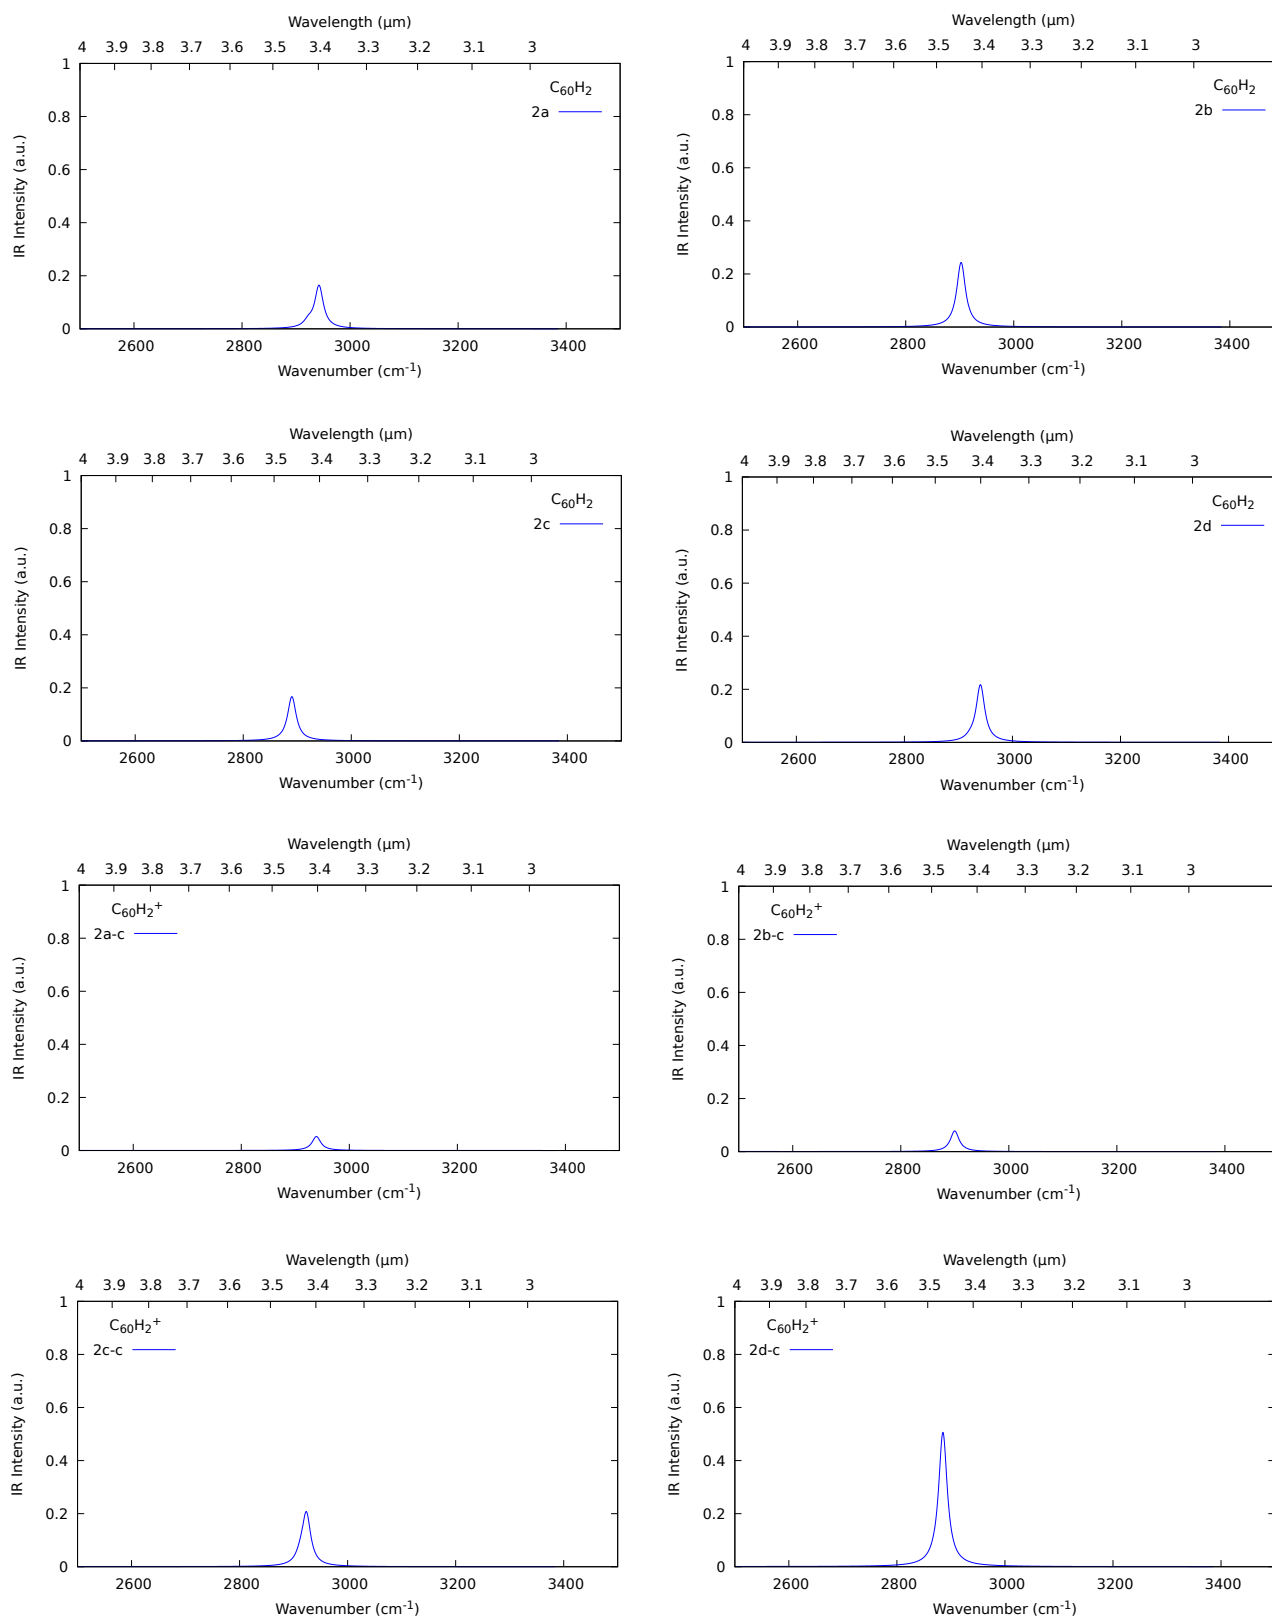 Wavelength (μm)
4 3.9 3.8 3.7 3.6 3.5 3.4 3.3 3.2 3.1 3
1
0.8
0.6
0.4
0.2
0
IR Intensity (a.u.)
C60H2
2a
2600 2800 3000 3200 3400
Wavenumber (cm-1)
Wavelength (μm)
4 3.9 3.8 3.7 3.6 3.5 3.4 3.3 3.2 3.1 3
1
0.8
0.6
0.4
0.2
0
IR Intensity (a.u.)
C60H2
2b
2600 2800 3000 3200 3400
Wavenumber (cm-1)
Wavelength (μm)
4 3.9 3.8 3.7 3.6 3.5 3.4 3.3 3.2 3.1 3
1
0.8
0.6
0.4
0.2
0
IR Intensity (a.u.)
C60H2
2c
2600 2800 3000 3200 3400
Wavenumber (cm-1)
Wavelength (μm)
4 3.9 3.8 3.7 3.6 3.5 3.4 3.3 3.2 3.1 3
1
0.8
0.6
0.4
0.2
0
IR Intensity (a.u.)
C60H2
2d
2600 2800 3000 3200 3400
Wavenumber (cm-1)
Wavelength (μm)
4 3.9 3.8 3.7 3.6 3.5 3.4 3.3 3.2 3.1 3
1
0.8
0.6
0.4
0.2
0
IR Intensity (a.u.)
C60H2+
2a-c
2600 2800 3000 3200 3400
Wavenumber (cm-1)
Wavelength (μm)
4 3.9 3.8 3.7 3.6 3.5 3.4 3.3 3.2 3.1 3
1
0.8
0.6
0.4
0.2
0
IR Intensity (a.u.)
C60H2+
2b-c
2600 2800 3000 3200 3400
Wavenumber (cm-1)
Wavelength (μm)
4 3.9 3.8 3.7 3.6 3.5 3.4 3.3 3.2 3.1 3
1
0.8
0.6
0.4
0.2
0
IR Intensity (a.u.)
C60H2+
2c-c
2600 2800 3000 3200 3400
Wavenumber (cm-1)
Wavelength (μm)
4 3.9 3.8 3.7 3.6 3.5 3.4 3.3 3.2 3.1 3
1
0.8
0.6
0.4
0.2
0
IR Intensity (a.u.)
C60H2+
2d-c
2600 2800 3000 3200 3400
Wavenumber (cm-1)